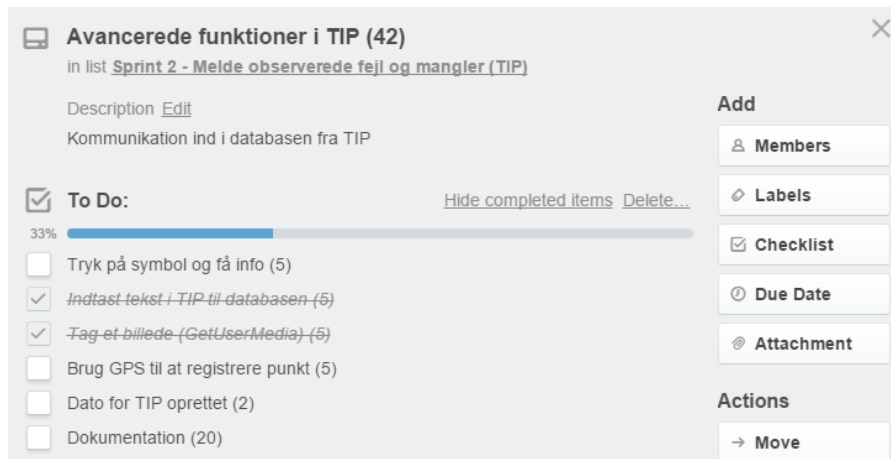 Avancerede funktioner i TIP (42)
in list Sprint 2 - Melde observerede fejl og mangler (TIP)
Description Edit
Kommunikation ind i databasen fra TIP
To Do: Hide completed items Delete...
33%
Tryk på symbol og få info (5)
Indtast tekst i TIP til databasen (5)
Tag et billede (GetUserMedia) (5)
Brug GPS til at registrere punkt (5)
Dato for TIP oprettet (2)
Dokumentation (20)
Add
Members
Labels
Checklist
Due Date
Attachment
Actions
Move